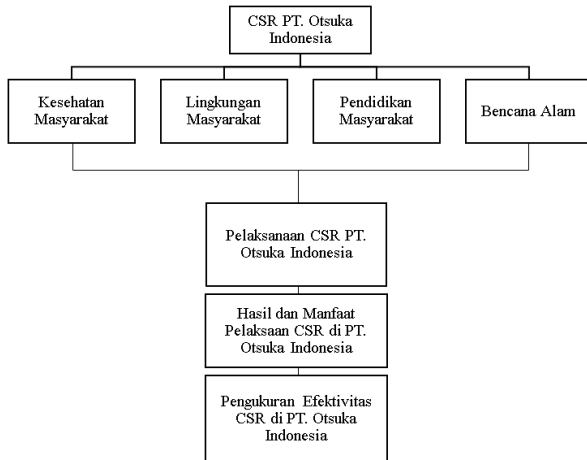 CSR PT. Otsuka
Indonesia
Kesehatan
Masyarakat
Lingkungan
Masyarakat
Pendidikan
Masyarakat
Bencana Alam
Pelaksanaan CSR PT.
Otsuka Indonesia
Hasil dan Manfaat
Pelaksaan CSR di PT.
Otsuka Indonesia
Pengukuran Efektivitas
CSR di PT. Otsuka
Indonesia